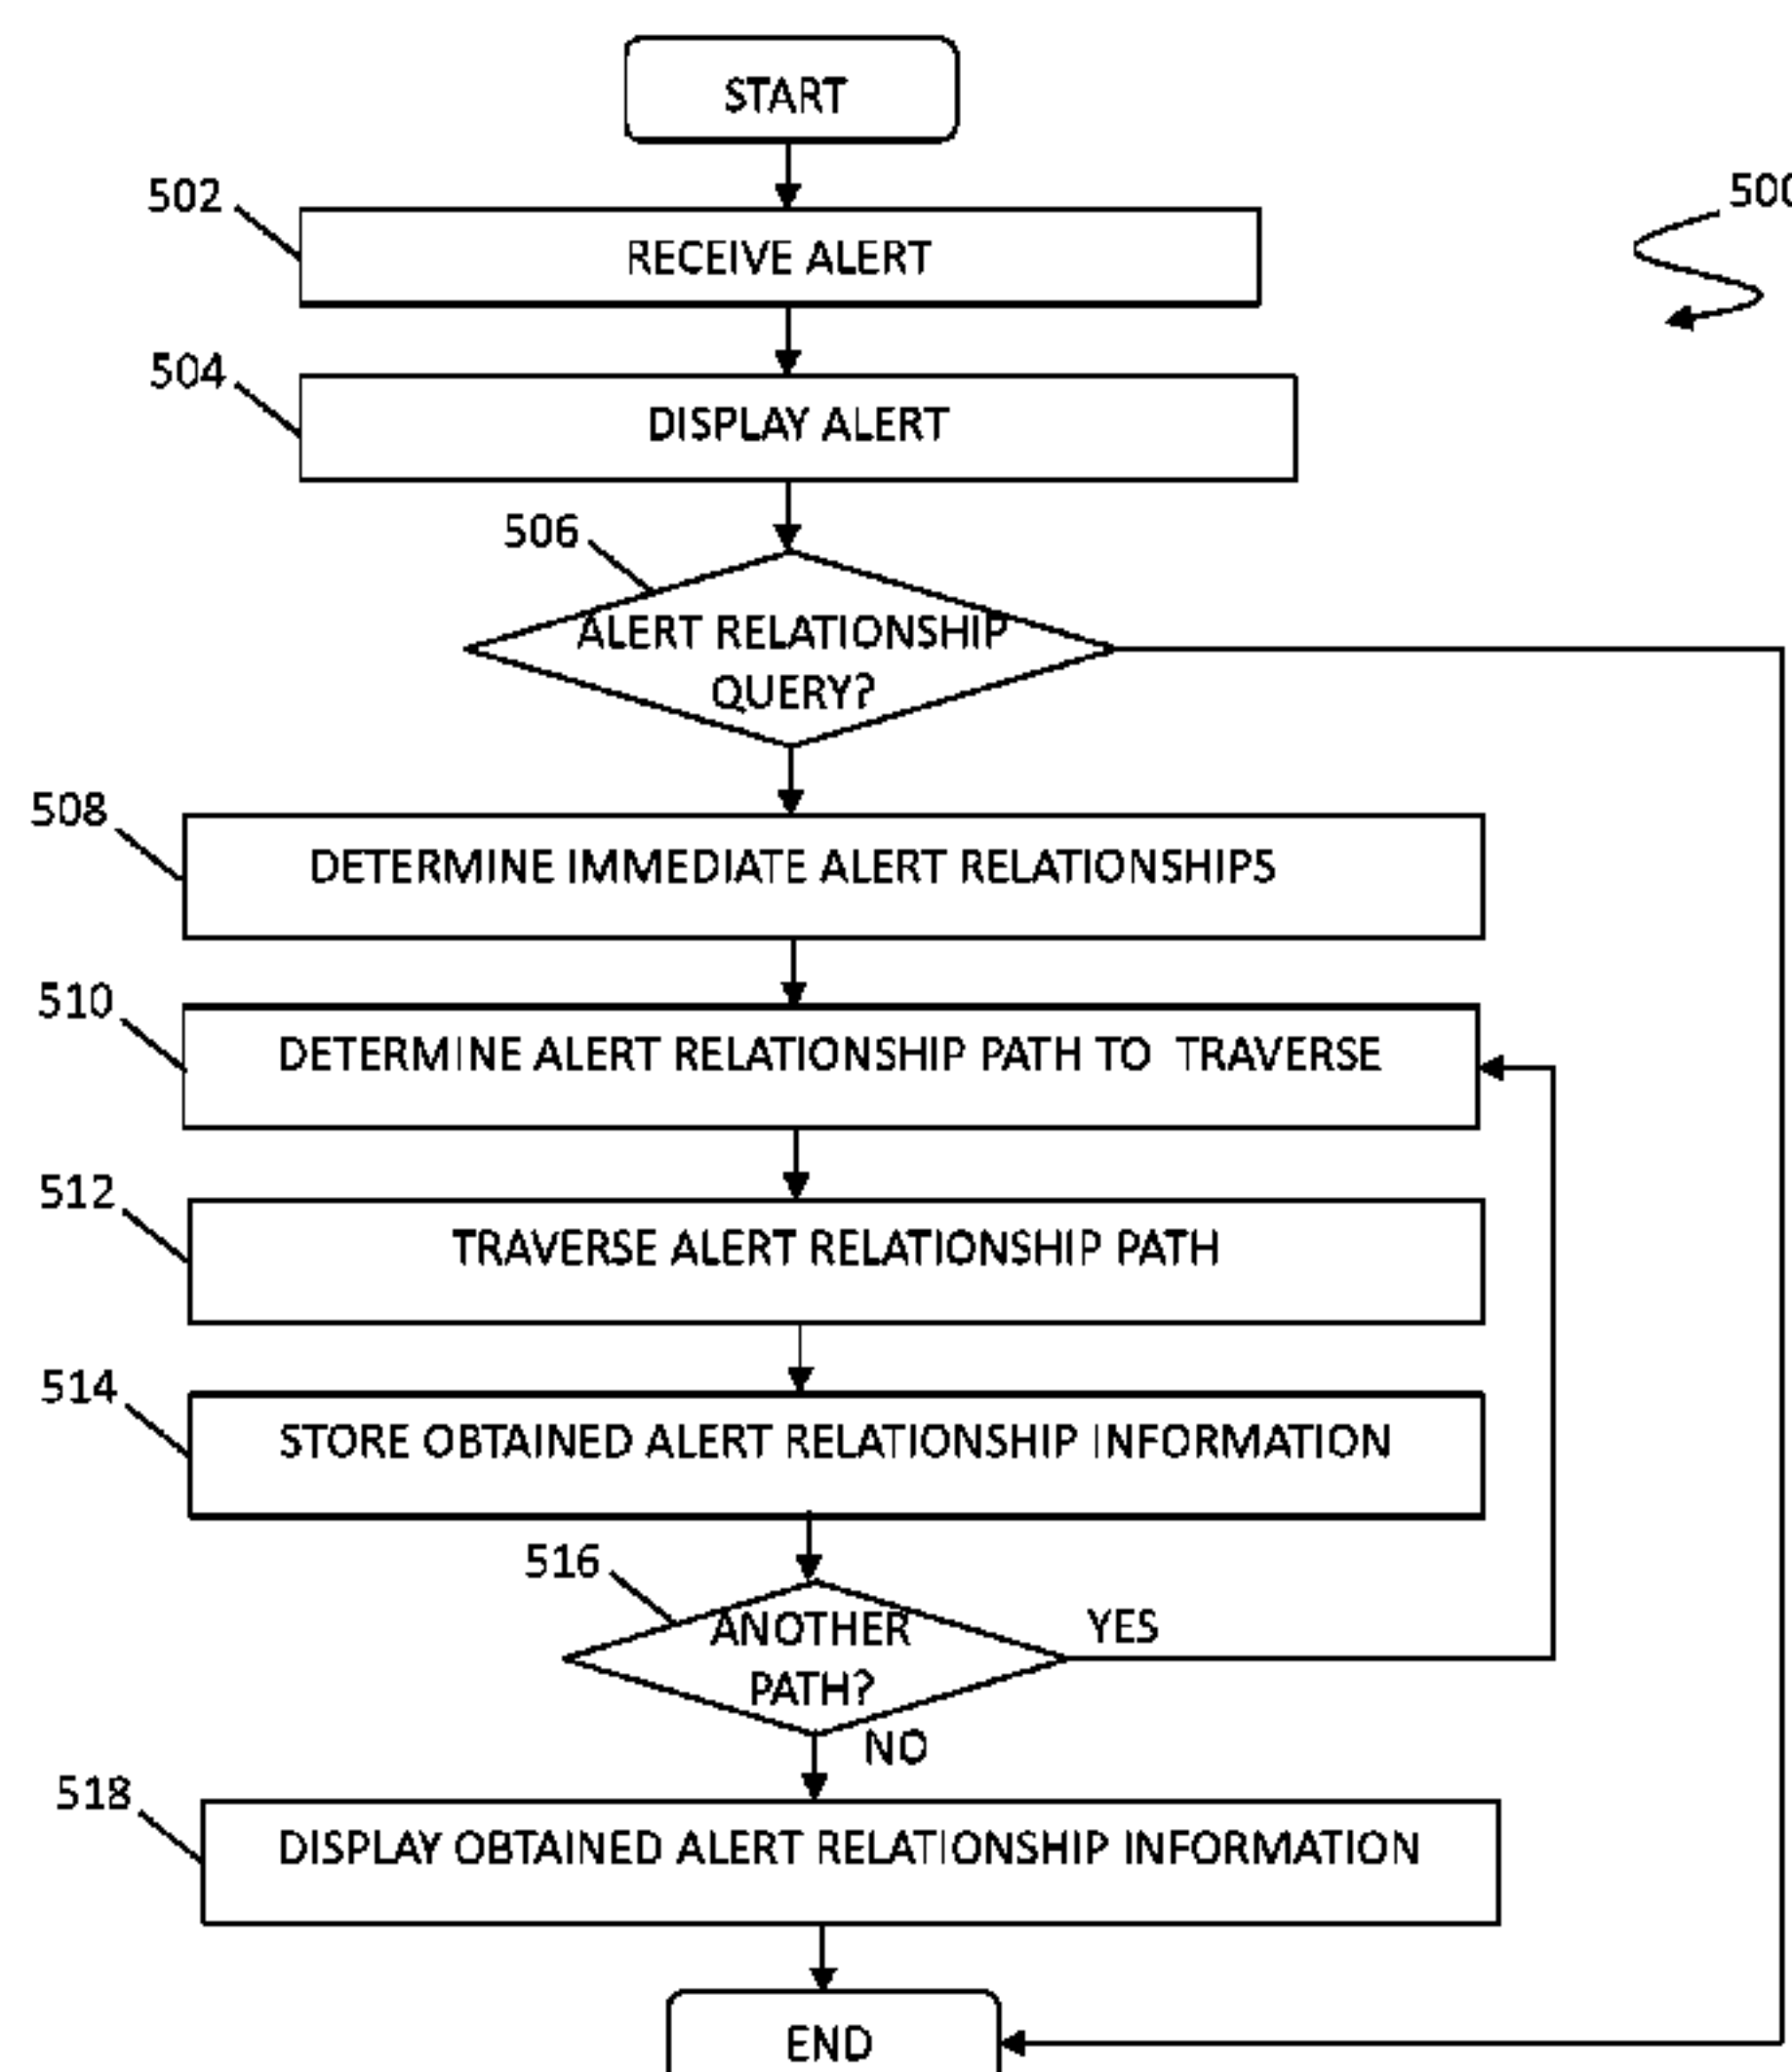 START
502
500
RECEIVE ALERT
504
DISPLAY ALERT
506
ALERT RELATIONSHIP
QUERY?
508
DETERMINE IMMEDIATE ALERT RELATIONSHIPS
510
DETERMINE ALERT RELATIONSHIP PATH TO TRAVERSE
512
TRAVERSE ALERT RELATIONSHIP PATH
514
STORE OBTAINED ALERT RELATIONSHIP INFORMATION
516
ANOTHER
PATH?
YES
NO
518
DISPLAY OBTAINED ALERT RELATIONSHIP INFORMATION
END